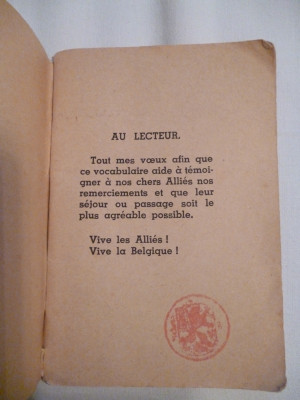 AU LECTEUR.
Tout mes vœux afin que
ce vocabulaire aide à témoi-
gner à nos chers Alliés nos
remerciements et que leur
séjour ou passage soit le
plus agréable possible.
Vive les Alliés !
Vive la Belgique !